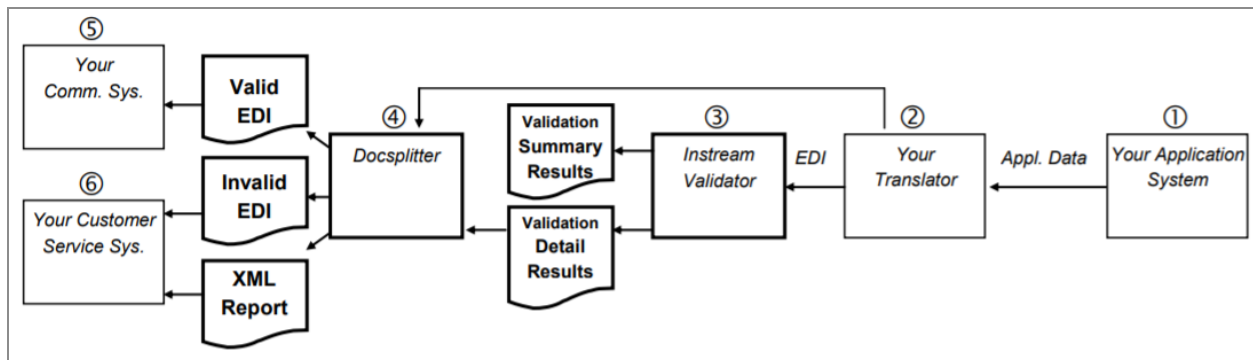 ⑤
Your
Comm. Sys.
Valid
EDI
④
Docsplitter
Validation
Summary
Results
③
Instream
Validator
EDI
②
Your
Translator
Appl. Data
①
Your Application
System
⑥
Your Customer
Service Sys.
Invalid
EDI
Validation
Detail
Results
XML
Report